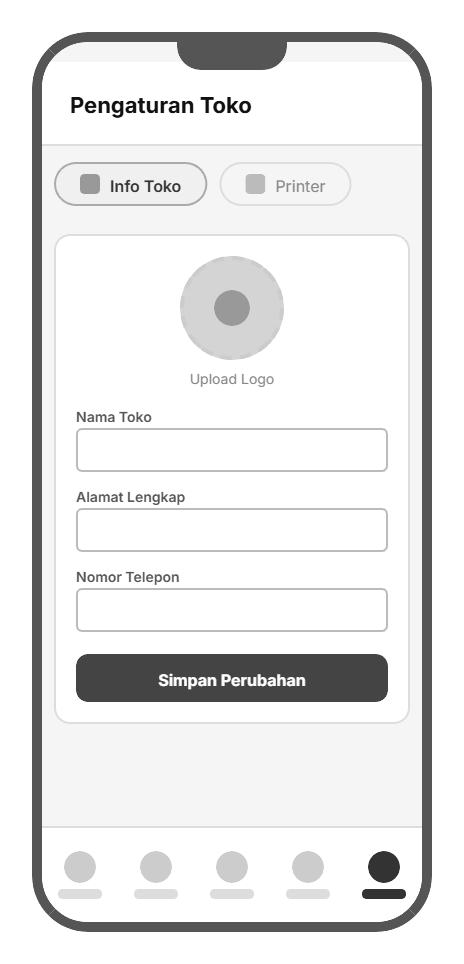 Pengaturan Toko
Info Toko
Printer
Upload Logo
Nama Toko
Alamat Lengkap
Nomor Telepon
Simpan Perubahan